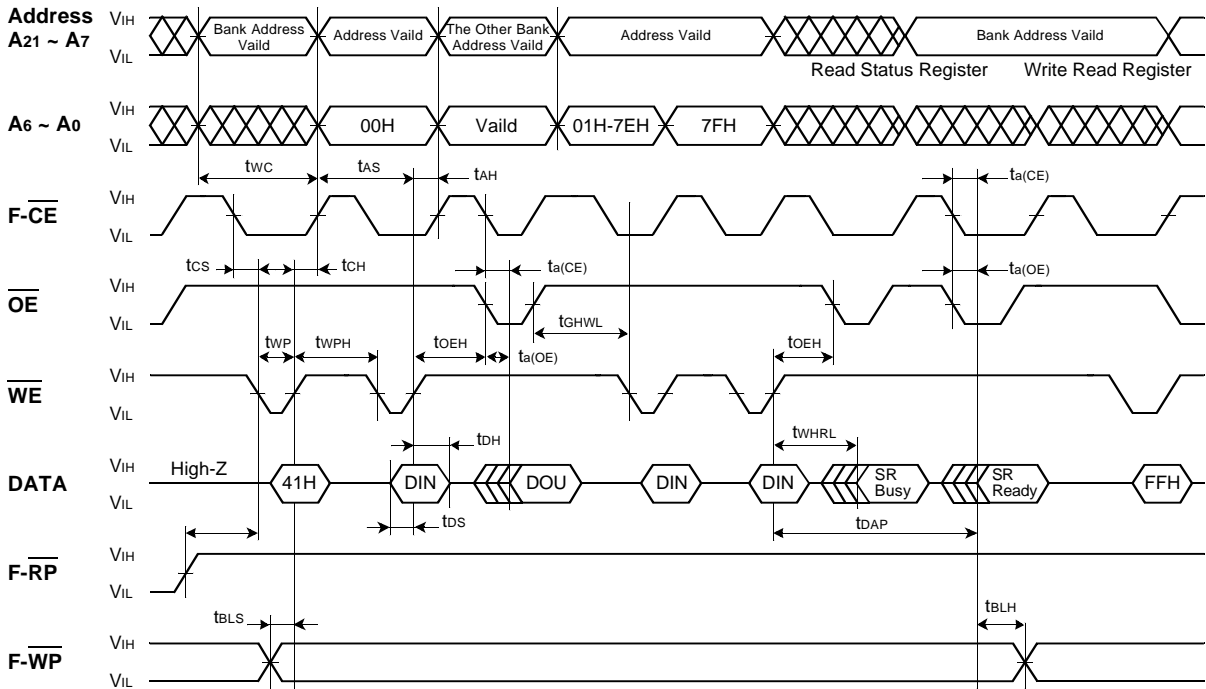 Address
A21 ~ A7
VIH
VIL
Bank Address
Vaild
Address Vaild
The Other Bank
Address Vaild
Address Vaild
Bank Address Vaild
Read Status Register
Write Read Register
A6 ~ A0
VIH
VIL
00H
Vaild
01H-7EH
7FH
tWC
tAS
tAH
ta(CE)
F-CE
VIH
VIL
tCS
tCH
ta(CE)
ta(OE)
OE
VIH
VIL
tWP
tWPH
tOEH
ta(OE)
tGHWL
tOEH
WE
VIH
VIL
tDH
tWHRL
DATA
VIH
VIL
High-Z
41H
DIN
DOU
DIN
DIN
SR
Busy
SR
Ready
FFH
tDS
tDAP
F-RP
VIH
VIL
tBLS
tBLH
F-WP
VIH
VIL